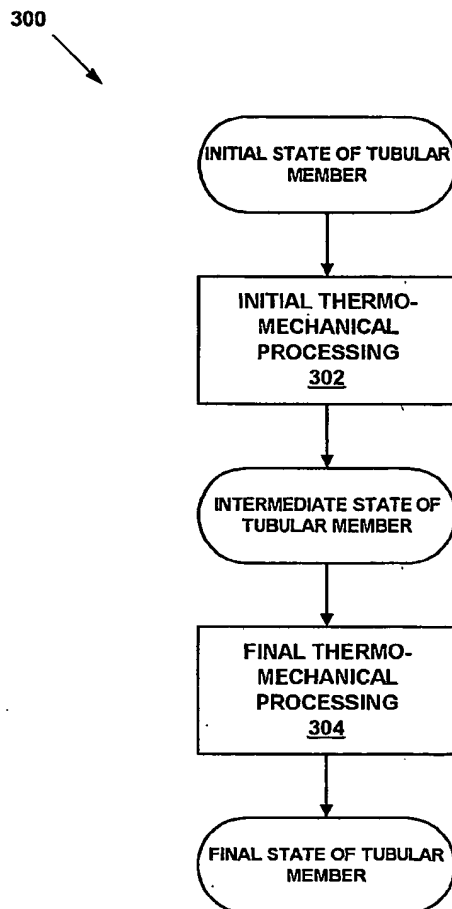 300
INITIAL STATE OF TUBULAR
MEMBER
INITIAL THERMO-
MECHANICAL
PROCESSING
302
INTERMEDIATE STATE OF
TUBULAR MEMBER
FINAL THERMO-
MECHANICAL
PROCESSING
304
FINAL STATE OF TUBULAR
MEMBER